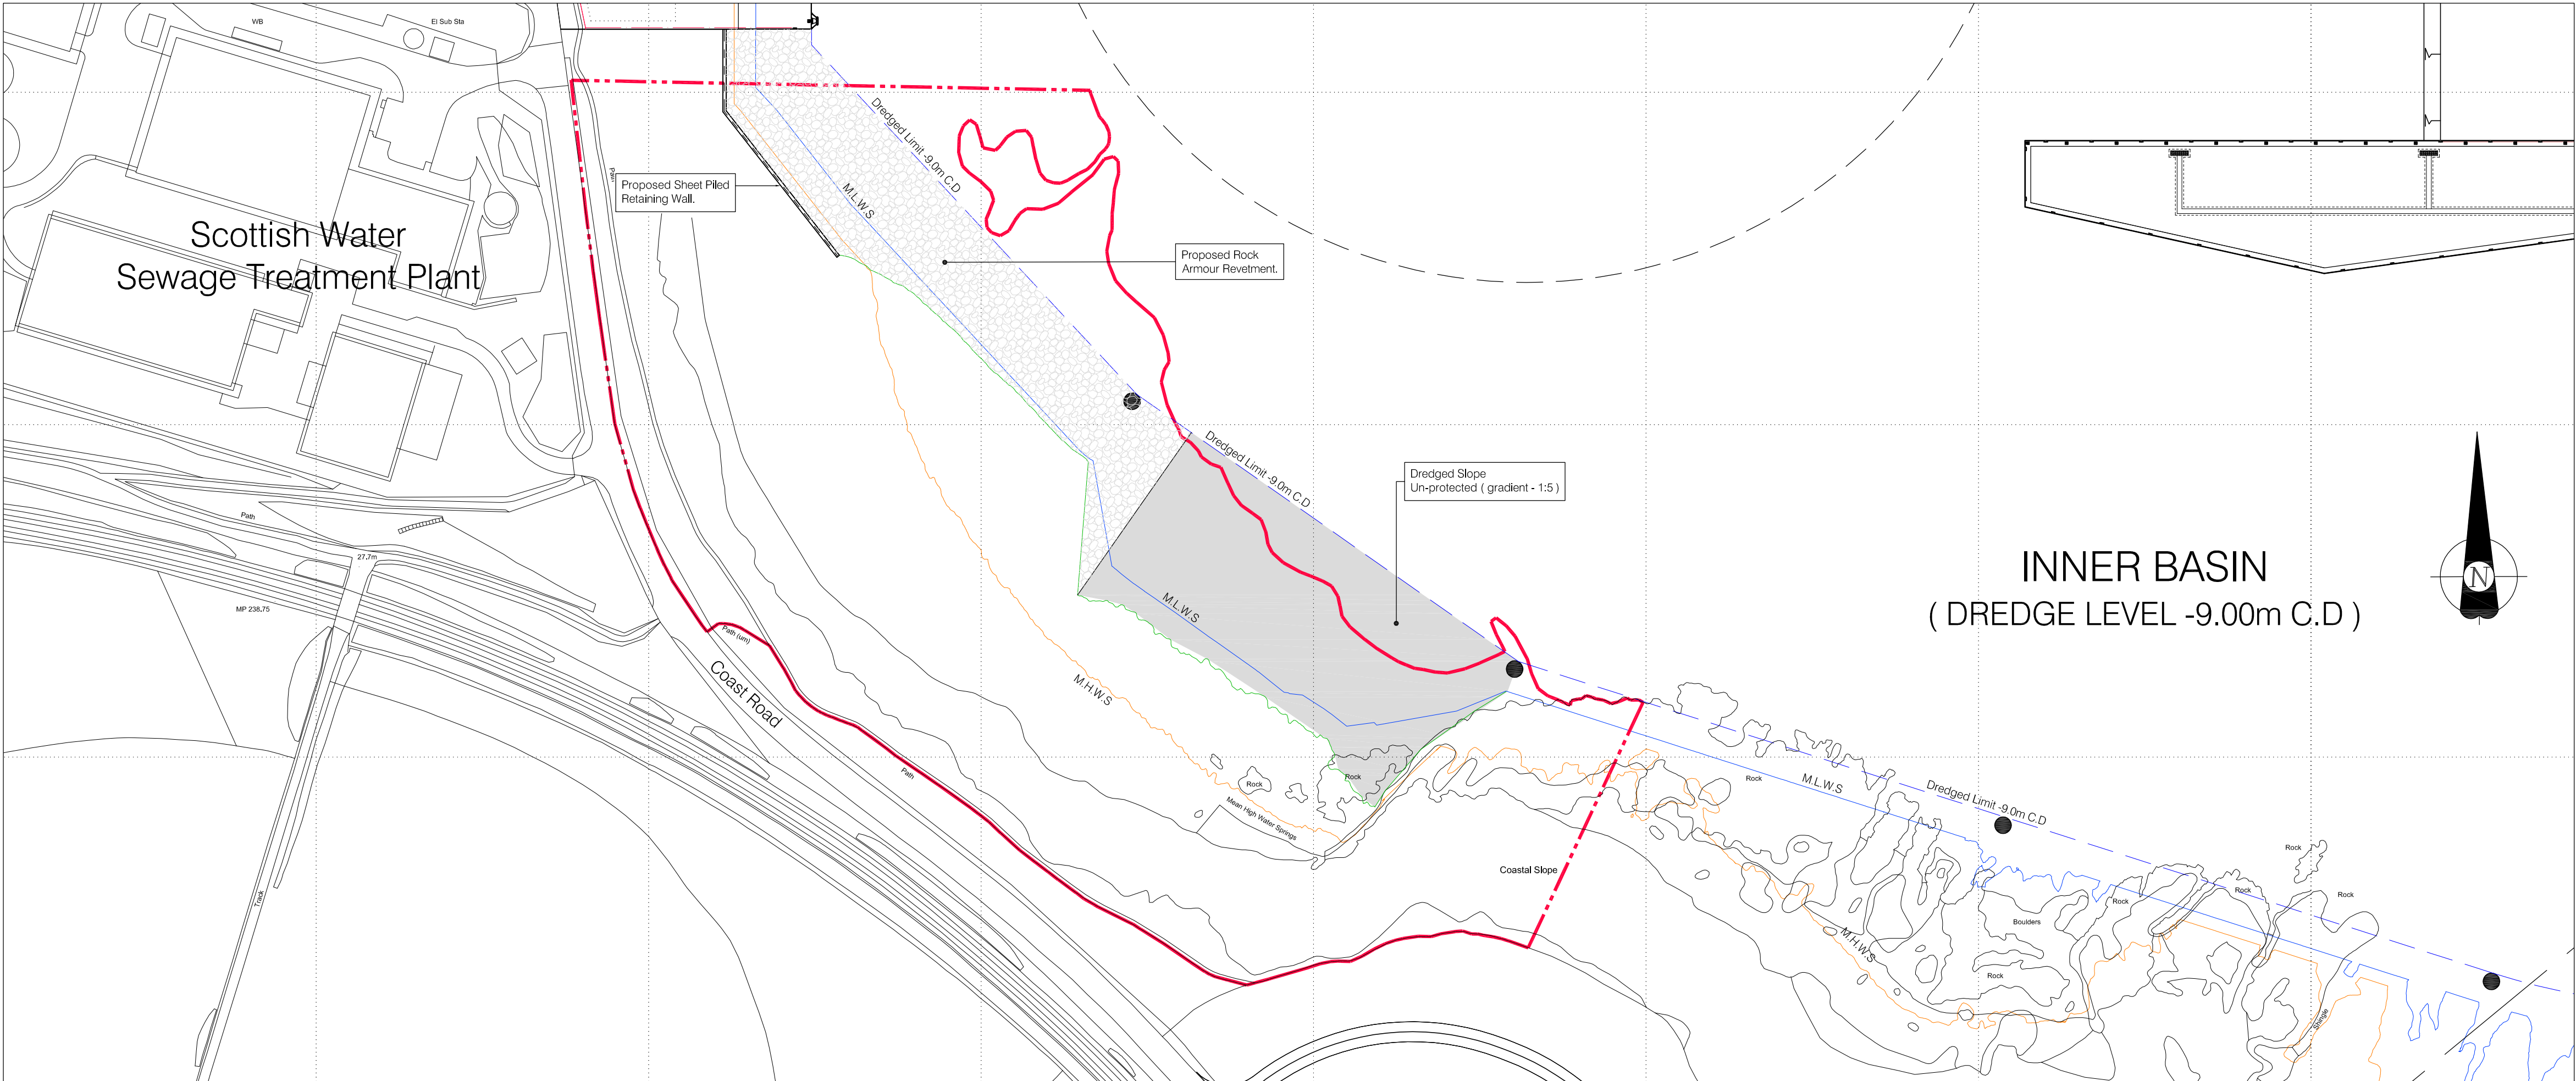 WB
El Sub Sta
Scottish Water
Sewage Treatment Plant
Path
Proposed Sheet Piled
Retaining Wall.
Dredged Limit -9.0m C.D
M.L.W.S
Proposed Rock
Armour Revetment.
Dredged Limit -9.0m C.D
Dredged Slope
Un-protected ( gradient - 1:5 )
INNER BASIN
( DREDGE LEVEL -9.00m C.D )
N
Path
27.7m
MP 238.75
Path (um)
Coast Road
M.L.W.S
M.H.W.S
Path
Rock
Rock
Mean High Water Springs
Coastal Slope
Rock
M.L.W.S
Dredged Limit -9.0m C.D
Rock
Rock
Rock
Rock
Boulders
M.H.W.S
Rock
Shingle
Track